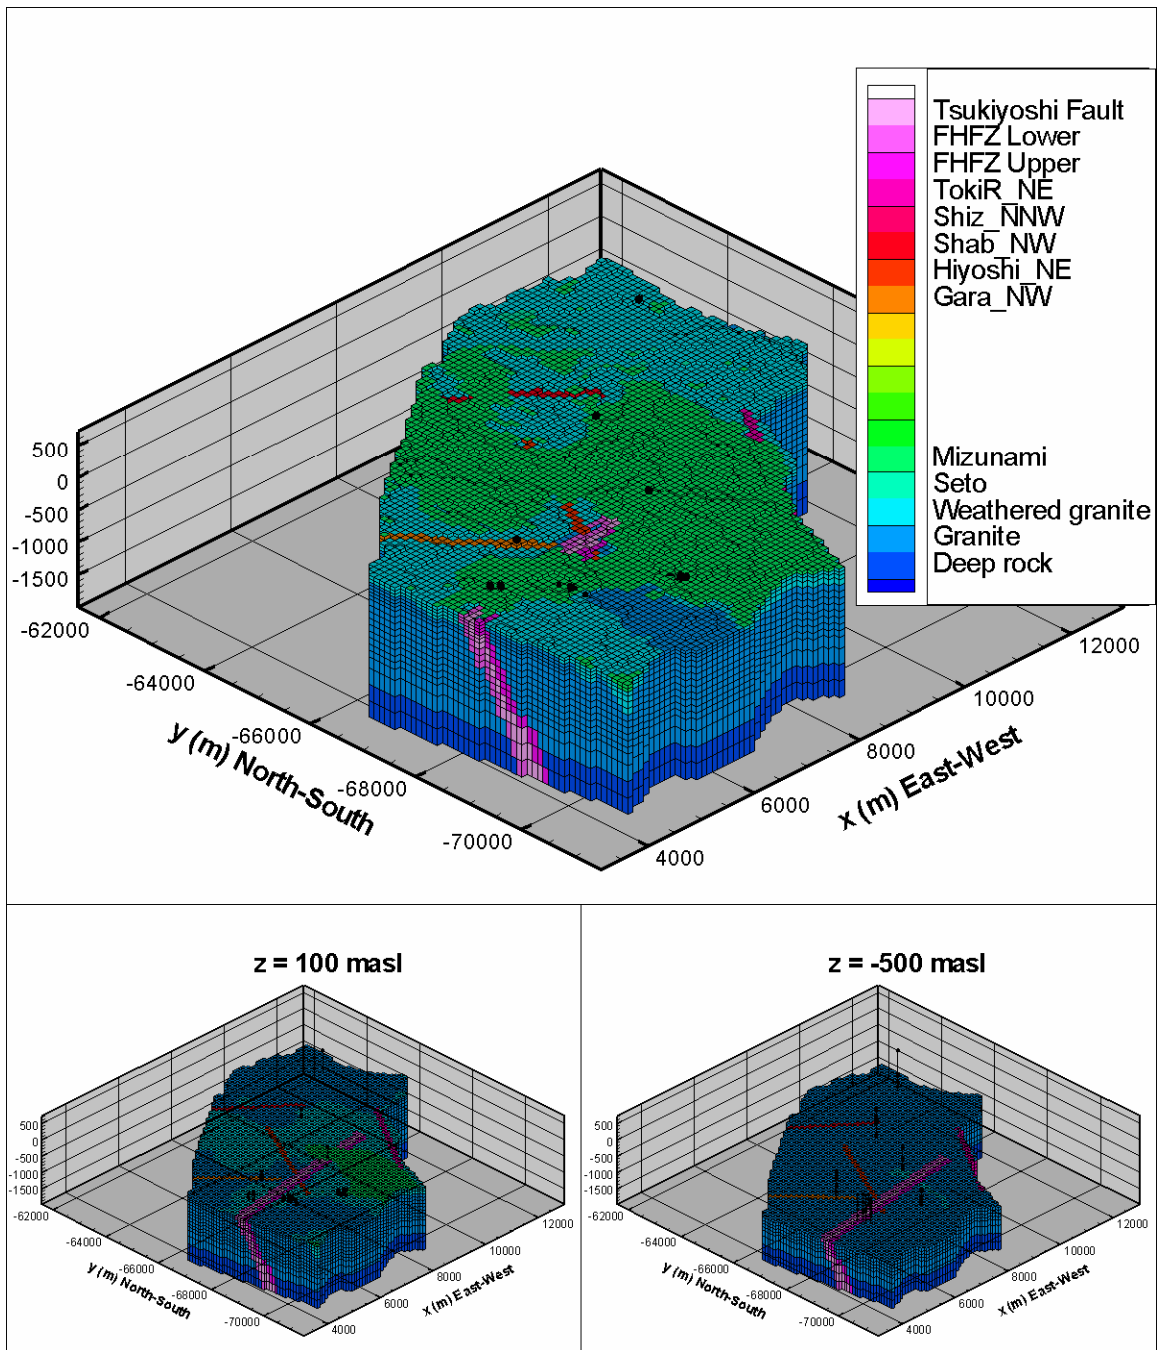 Tsukiyoshi Fault
FHFZ Lower
FHFZ Upper
TokiR_NE
Shiz_NNW
Shab_NW
Hiyoshi_NE
Gara_NW
Mizunami
Seto
Weathered granite
Granite
Deep rock
500
0
-500
-1000
-1500
-62000
-64000
-66000
-68000
-70000
y (m) North-South
4000
6000
8000
10000
12000
x (m) East-West
z = 100 masl
500
0
-500
-1000
-1500
-62000
-64000
-66000
-68000
-70000
y (m) North-South
4000
6000
8000
10000
12000
x (m) East-West
z = -500 masl
500
0
-500
-1000
-1500
-62000
-64000
-66000
-68000
-70000
y (m) North-South
4000
6000
8000
10000
12000
x (m) East-West